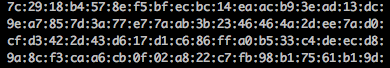 7c:29:18:b4:57:8e:f5:bf:ec:bc:14:ea:ac:b9:3e:ad:13:dc:
9e:a7:85:7d:3a:77:e7:7a:ab:3b:23:46:46:4a:2d:ee:7a:d0:
cf:d3:42:2d:43:d6:17:d1:c6:86:ff:a0:b5:33:c4:de:ec:d8:
9a:8c:f3:ca:a6:cb:0f:02:a8:22:c7:fb:98:b1:75:61:b9:9d: